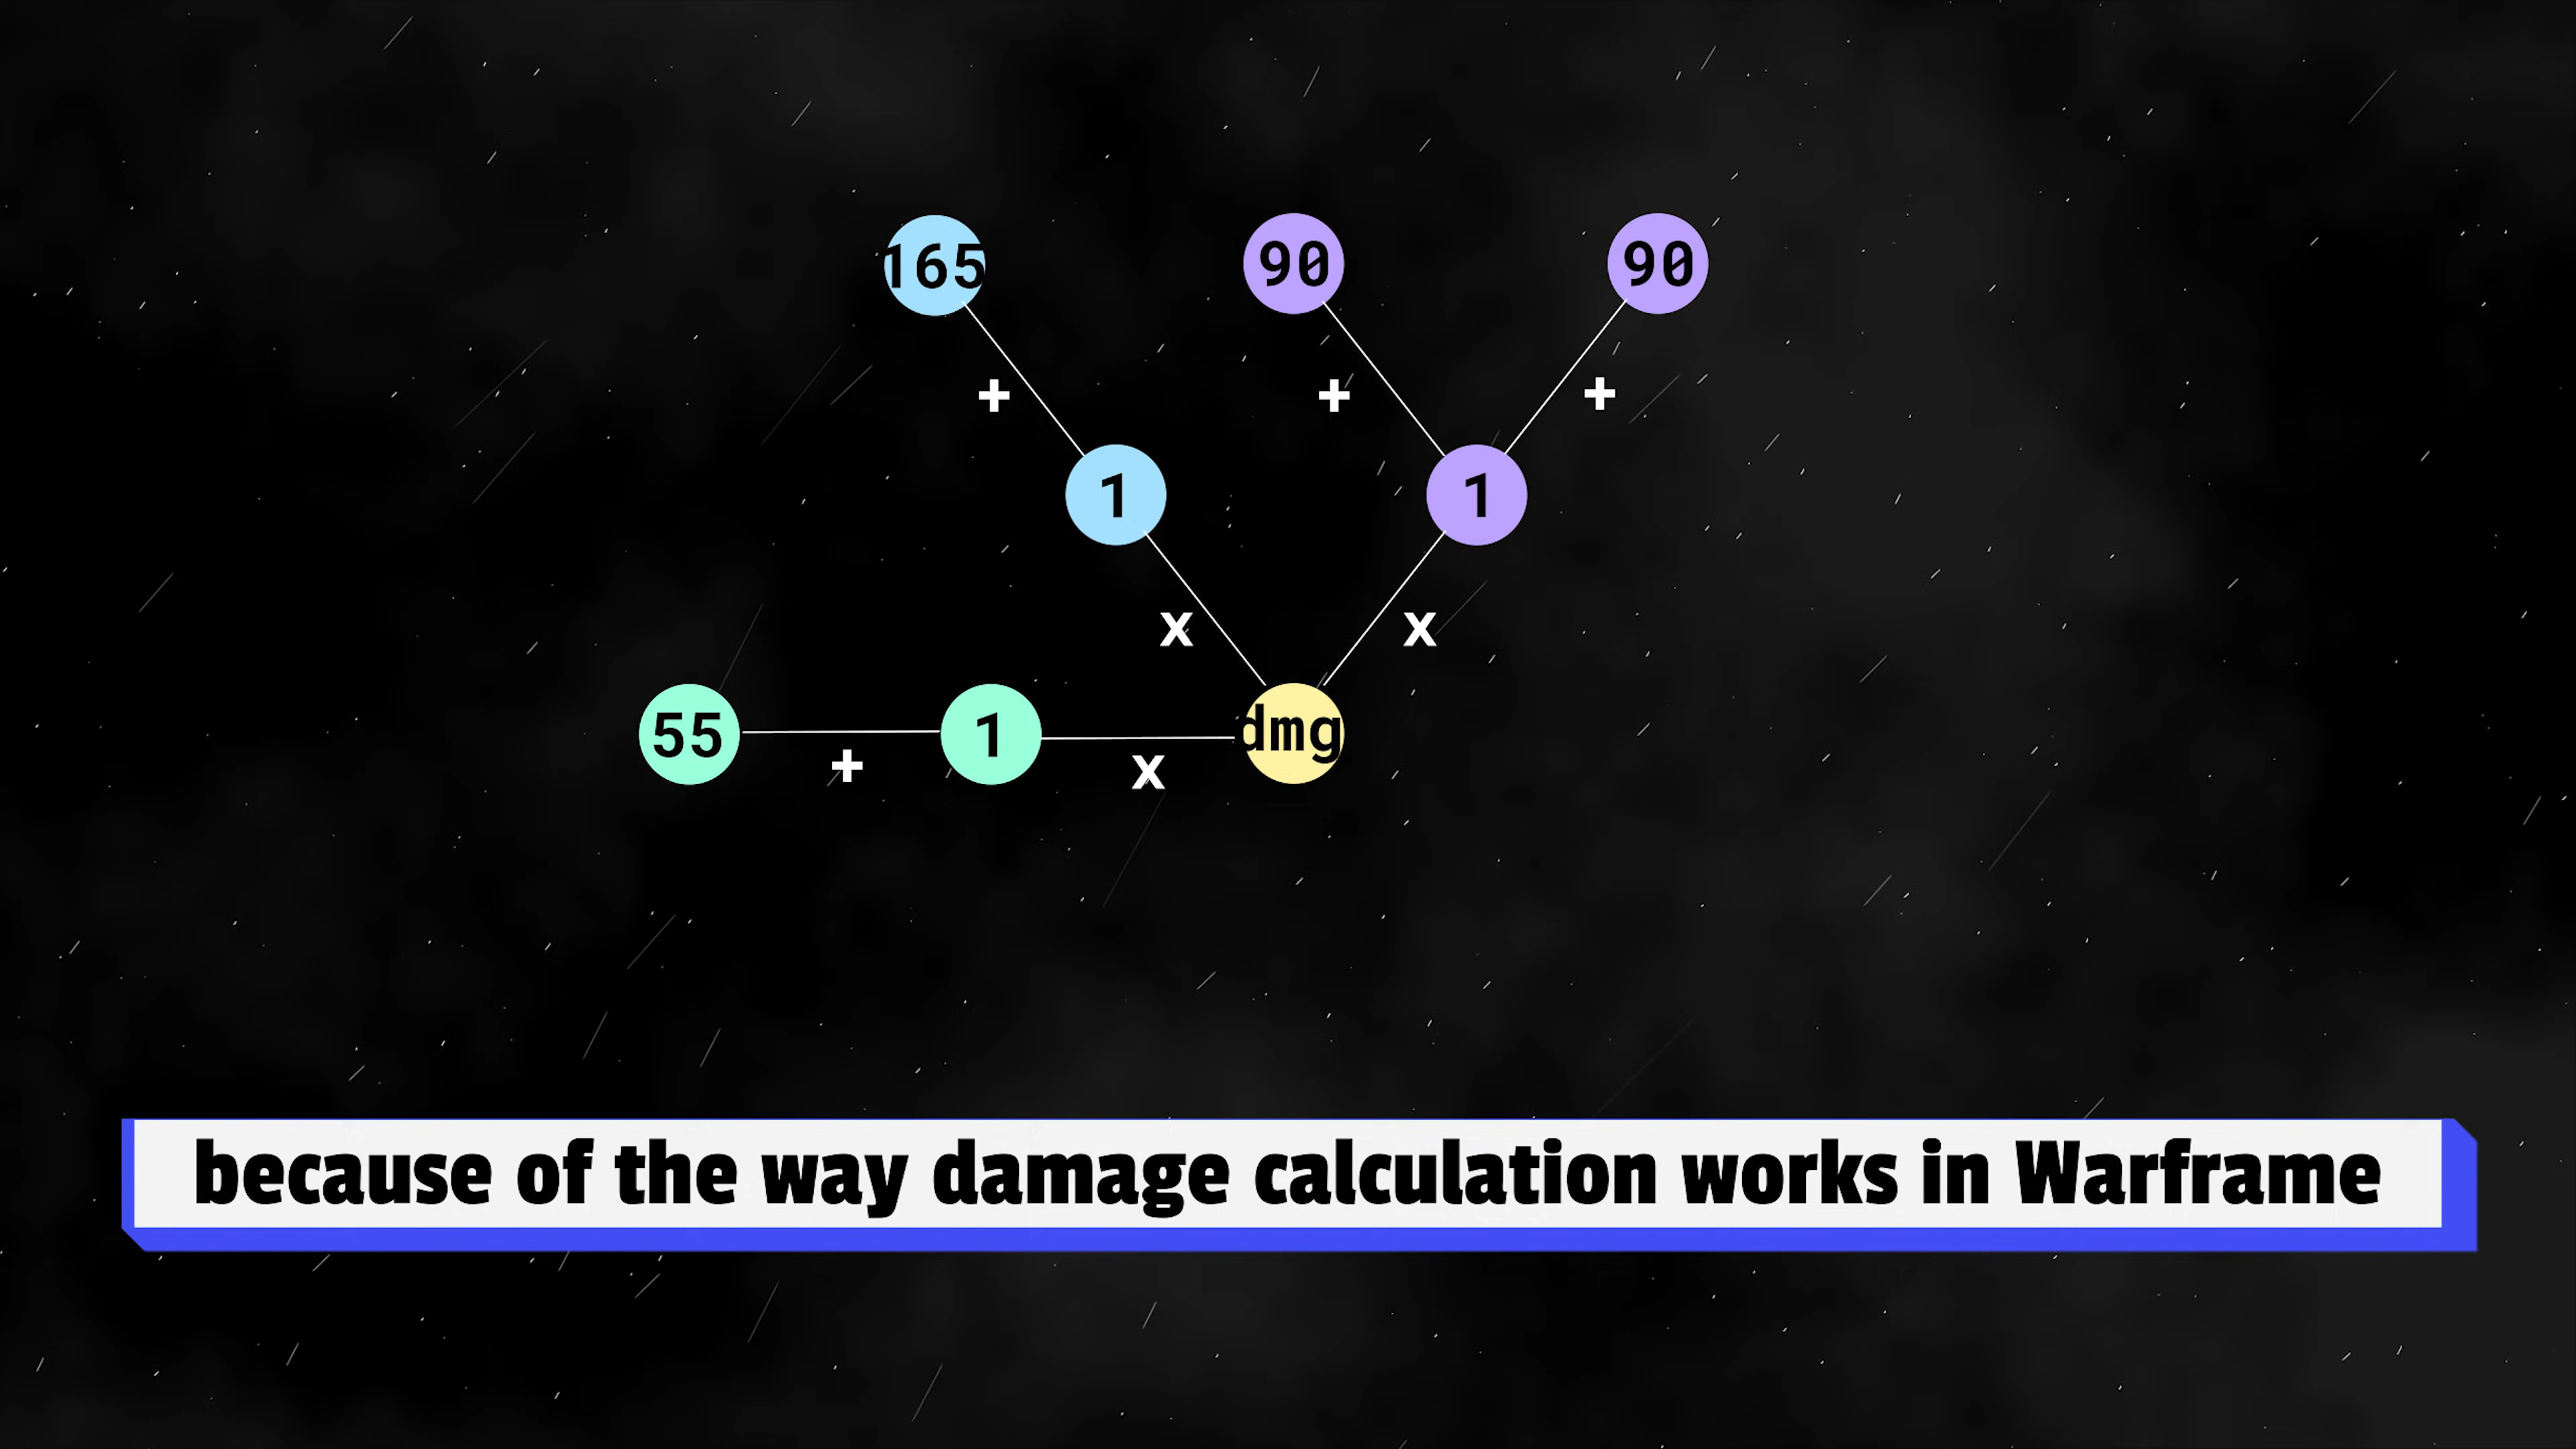 165 90 90
+ + +
1 1
x x
55 + 1 x dmg
because of the way damage calculation works in Warframe